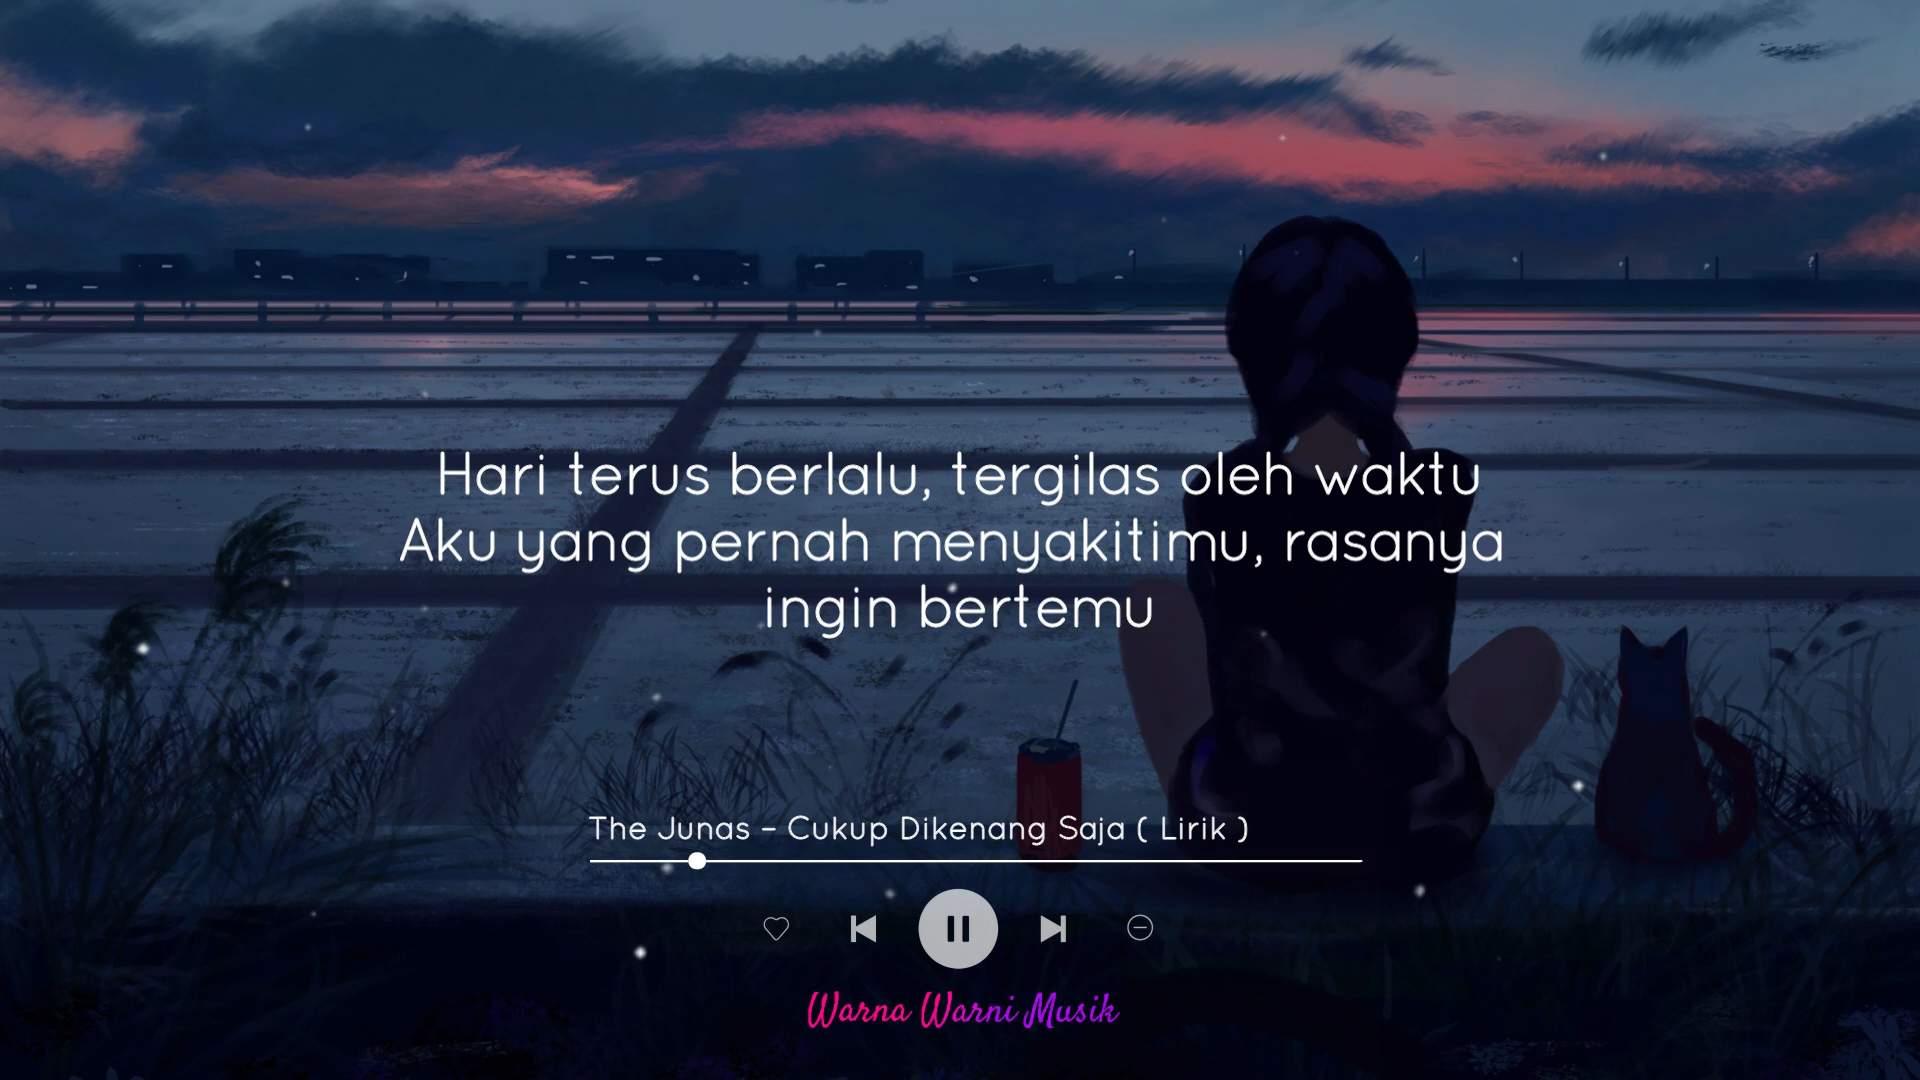 Hari terus berlalu, tergilas oleh waktu
Aku yang pernah menyakitimu, rasanya
ingin bertemu
The Junas - Cukup Dikenang Saja ( Lirik )
Warna Warni Musik